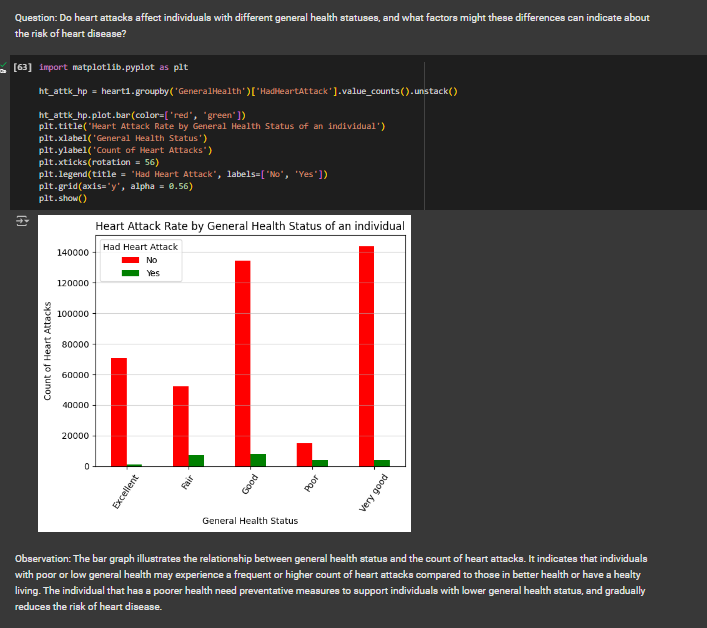 Question: Do heart attacks affect individuals with different general health statuses, and what factors might these differences can indicate about
the risk of heart disease?
[63] import matplotlib.pyplot as plt
ht_attk_hp = heart1.groupby('GeneralHealth')['HadHeartAttack'].value_counts().unstack()
ht_attk_hp.plot.bar(color=['red', 'green'])
plt.title('Heart Attack Rate by General Health Status of an individual')
plt.xlabel('General Health Status')
plt.ylabel('Count of Heart Attacks')
plt.xticks(rotation = 56)
plt.legend(title = 'Had Heart Attack', labels=['No', 'Yes'])
plt.grid(axis='y', alpha = 0.56)
plt.show()
Heart Attack Rate by General Health Status of an individual
Had Heart Attack
No
Yes
140000
120000
100000
80000
60000
40000
20000
0
Count of Heart Attacks
Excellent
Fair
Good
Poor
Very good
General Health Status
Observation: The bar graph illustrates the relationship between general health status and the count of heart attacks. It indicates that individuals
with poor or low general health may experience a frequent or higher count of heart attacks compared to those in better health or have a healty
living. The individual that has a poorer health need preventative measures to support individuals with lower general health status, and gradually
reduces the risk of heart disease.